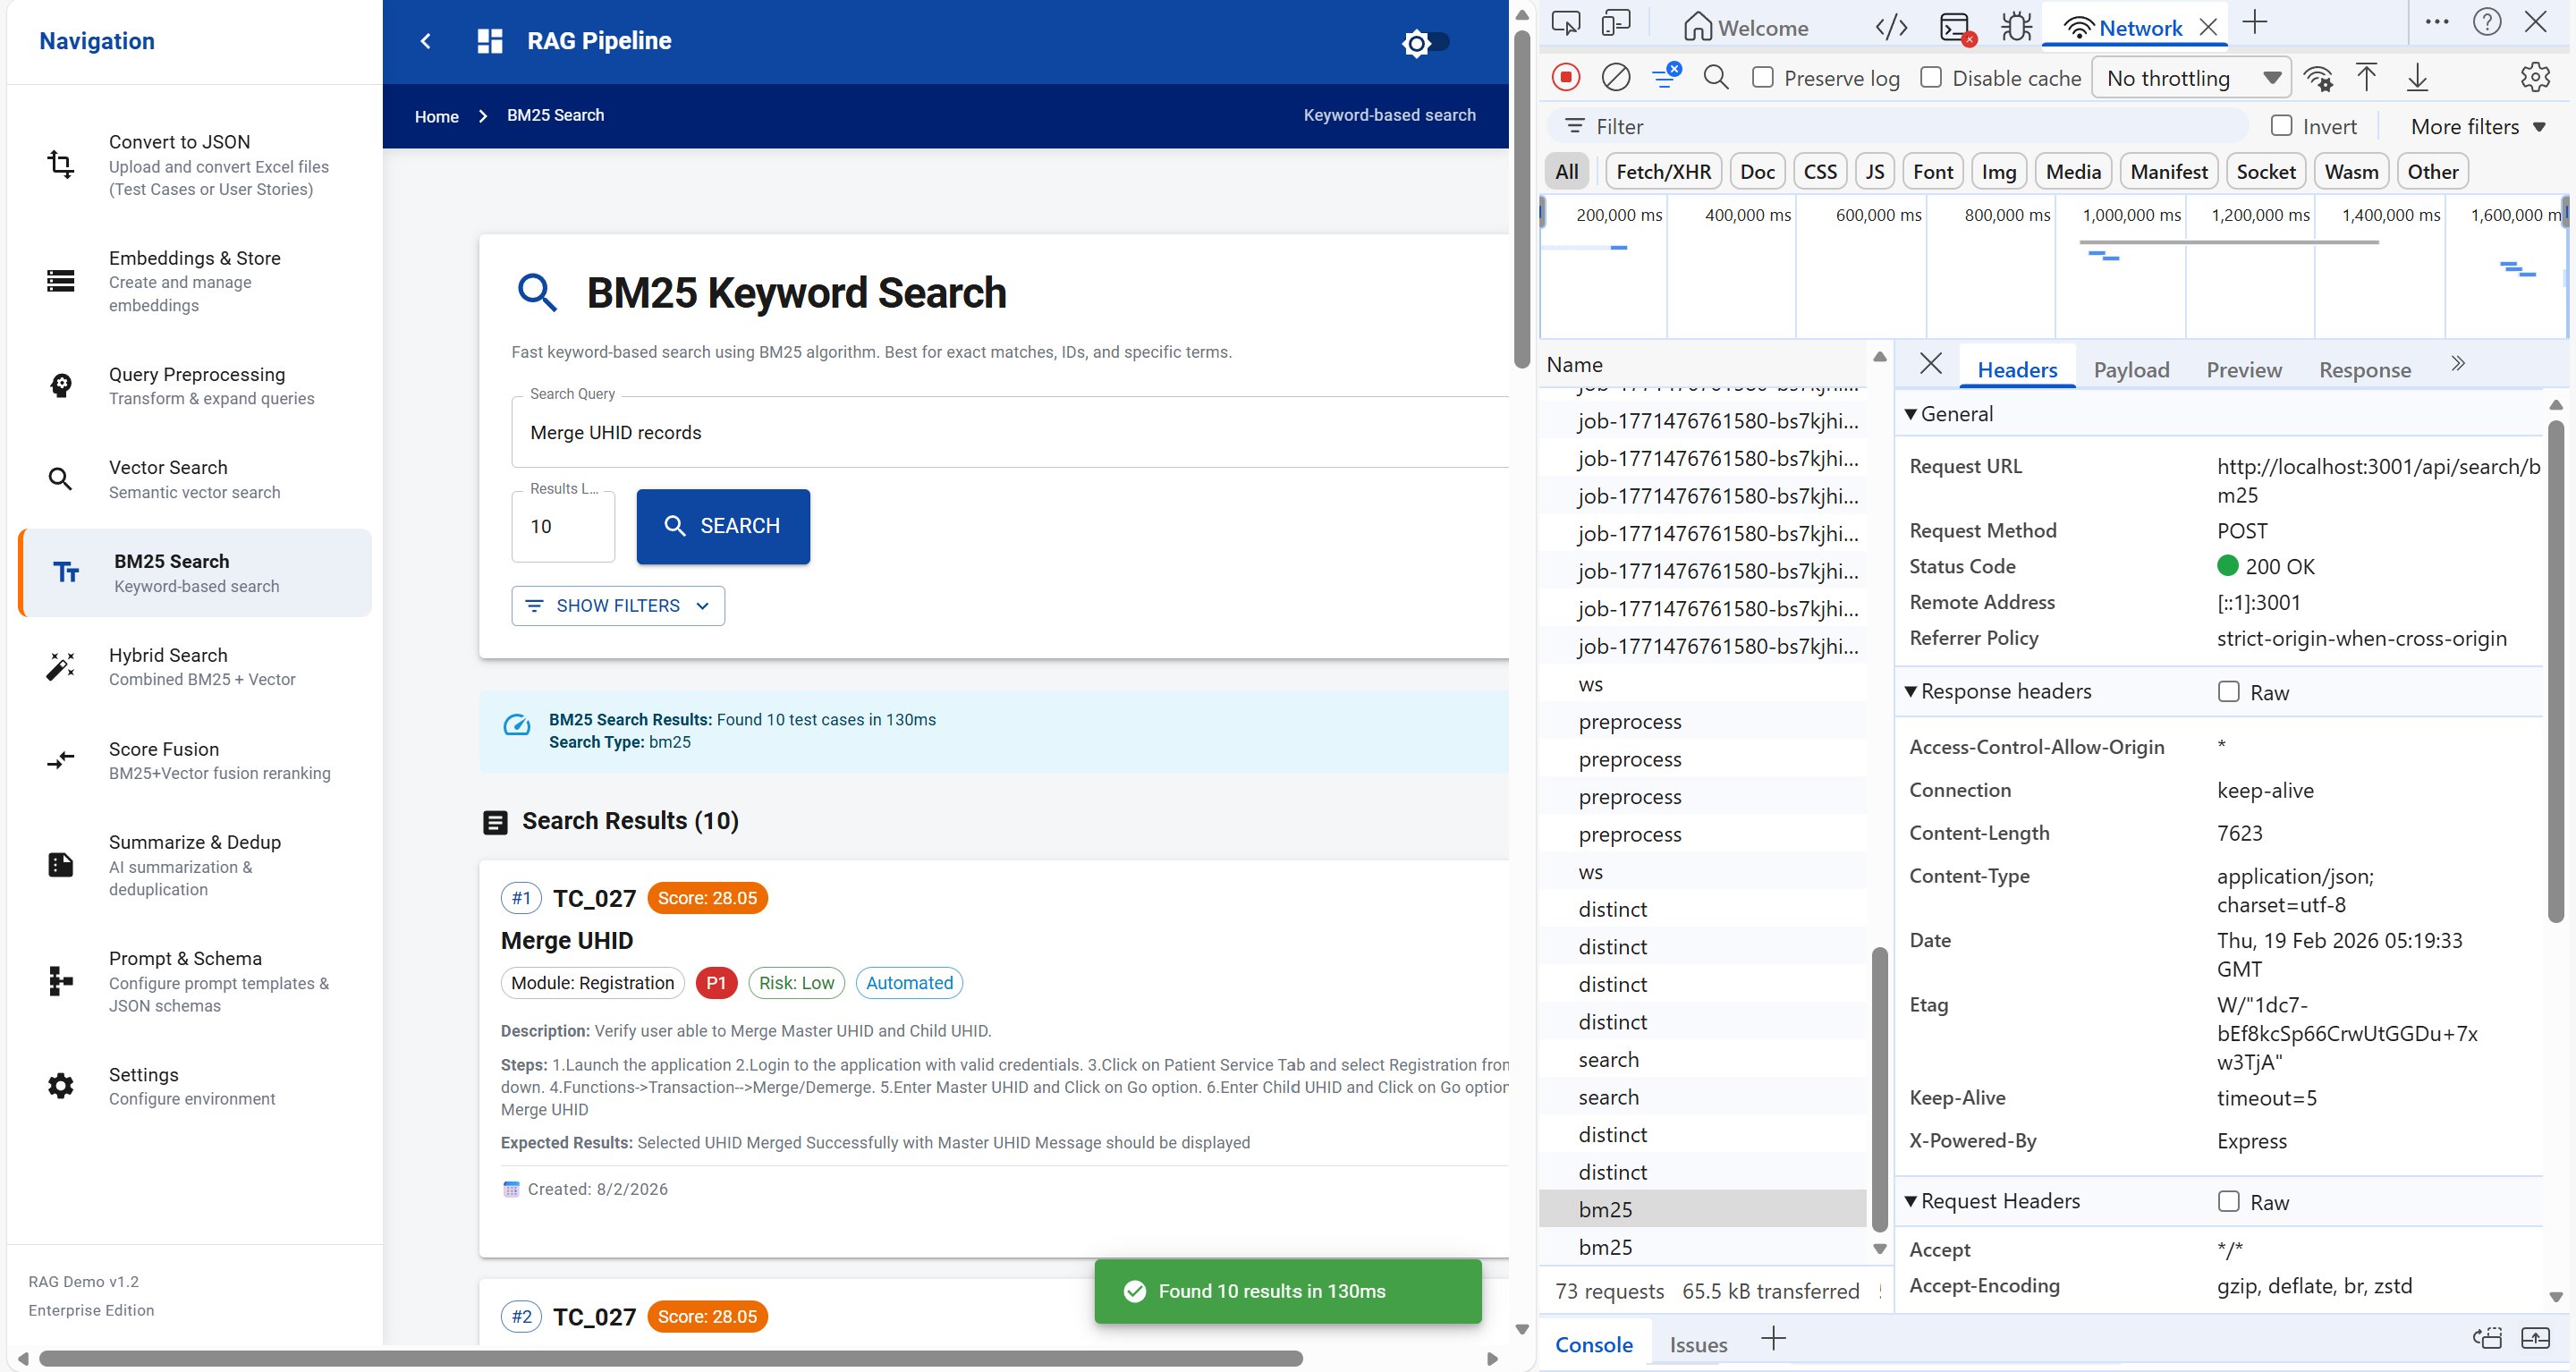 Navigation
Convert to JSON
Upload and convert Excel files
(Test Cases or User Stories)
Embeddings & Store
Create and manage
embeddings
Query Preprocessing
Transform & expand queries
Vector Search
Semantic vector search
BM25 Search
Keyword-based search
Hybrid Search
Combined BM25 + Vector
Score Fusion
BM25+Vector fusion reranking
Summarize & Dedup
AI summarization &
deduplication
Prompt & Schema
Configure prompt templates &
JSON schemas
Settings
Configure environment
RAG Demo v1.2
Enterprise Edition
RAG Pipeline
Home > BM25 Search
Keyword-based search
BM25 Keyword Search
Fast keyword-based search using BM25 algorithm. Best for exact matches, IDs, and specific terms.
Search Query
Merge UHID records
Results L...
10
SEARCH
SHOW FILTERS
BM25 Search Results: Found 10 test cases in 130ms
Search Type: bm25
Search Results (10)
#1 TC_027 Score: 28.05
Merge UHID
Module: Registration P1 Risk: Low Automated
Description: Verify user able to Merge Master UHID and Child UHID.
Steps: 1.Launch the application 2.Login to the application with valid credentials. 3.Click on Patient Service Tab and select Registration from
down. 4.Functions->Transaction-->Merge/Demerge. 5.Enter Master UHID and Click on Go option. 6.Enter Child UHID and Click on Go option
Merge UHID
Expected Results: Selected UHID Merged Successfully with Master UHID Message should be displayed
Created: 8/2/2026
#2 TC_027 Score: 28.05
Found 10 results in 130ms
Welcome
Network
Preserve log
Disable cache
No throttling
Filter
Invert
More filters
All Fetch/XHR Doc CSS JS Font Img Media Manifest Socket Wasm Other
200,000 ms 400,000 ms 600,000 ms 800,000 ms 1,000,000 ms 1,200,000 ms 1,400,000 ms 1,600,000 m
Name
job-1771476761580-bs7kjhi...
job-1771476761580-bs7kjhi...
job-1771476761580-bs7kjhi...
job-1771476761580-bs7kjhi...
job-1771476761580-bs7kjhi...
job-1771476761580-bs7kjhi...
job-1771476761580-bs7kjhi...
job-1771476761580-bs7kjhi...
ws
preprocess
preprocess
preprocess
preprocess
ws
distinct
distinct
distinct
distinct
search
search
distinct
distinct
bm25
bm25
73 requests 65.5 kB transferred
Headers Payload Preview Response
General
Request URL http://localhost:3001/api/search/b
m25
Request Method POST
Status Code 200 OK
Remote Address [::1]:3001
Referrer Policy strict-origin-when-cross-origin
Response headers Raw
Access-Control-Allow-Origin *
Connection keep-alive
Content-Length 7623
Content-Type application/json;
charset=utf-8
Date Thu, 19 Feb 2026 05:19:33
GMT
Etag W/"1dc7-
bEf8kcSp66CrwUtGGDu+7x
w3TjA"
Keep-Alive timeout=5
X-Powered-By Express
Request Headers Raw
Accept */*
Accept-Encoding gzip, deflate, br, zstd
Console Issues